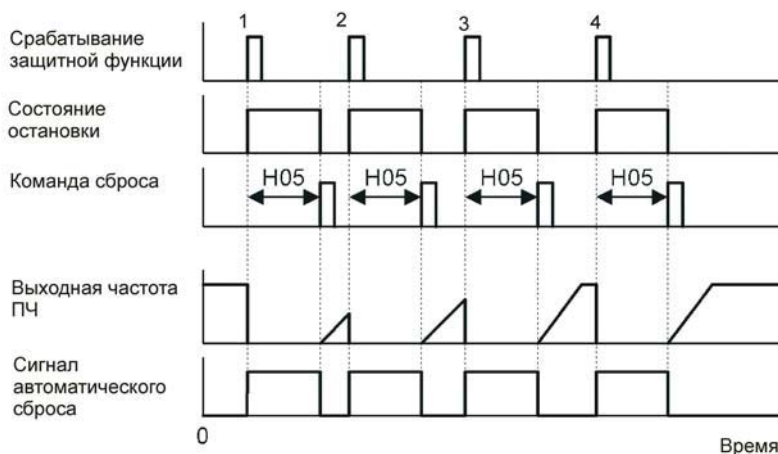 1 2 3 4
Срабатывание
защитной функции
Состояние
остановки
Команда сброса
H05 H05 H05 H05
Выходная частота
ПЧ
Сигнал
автоматического
сброса
0
Время